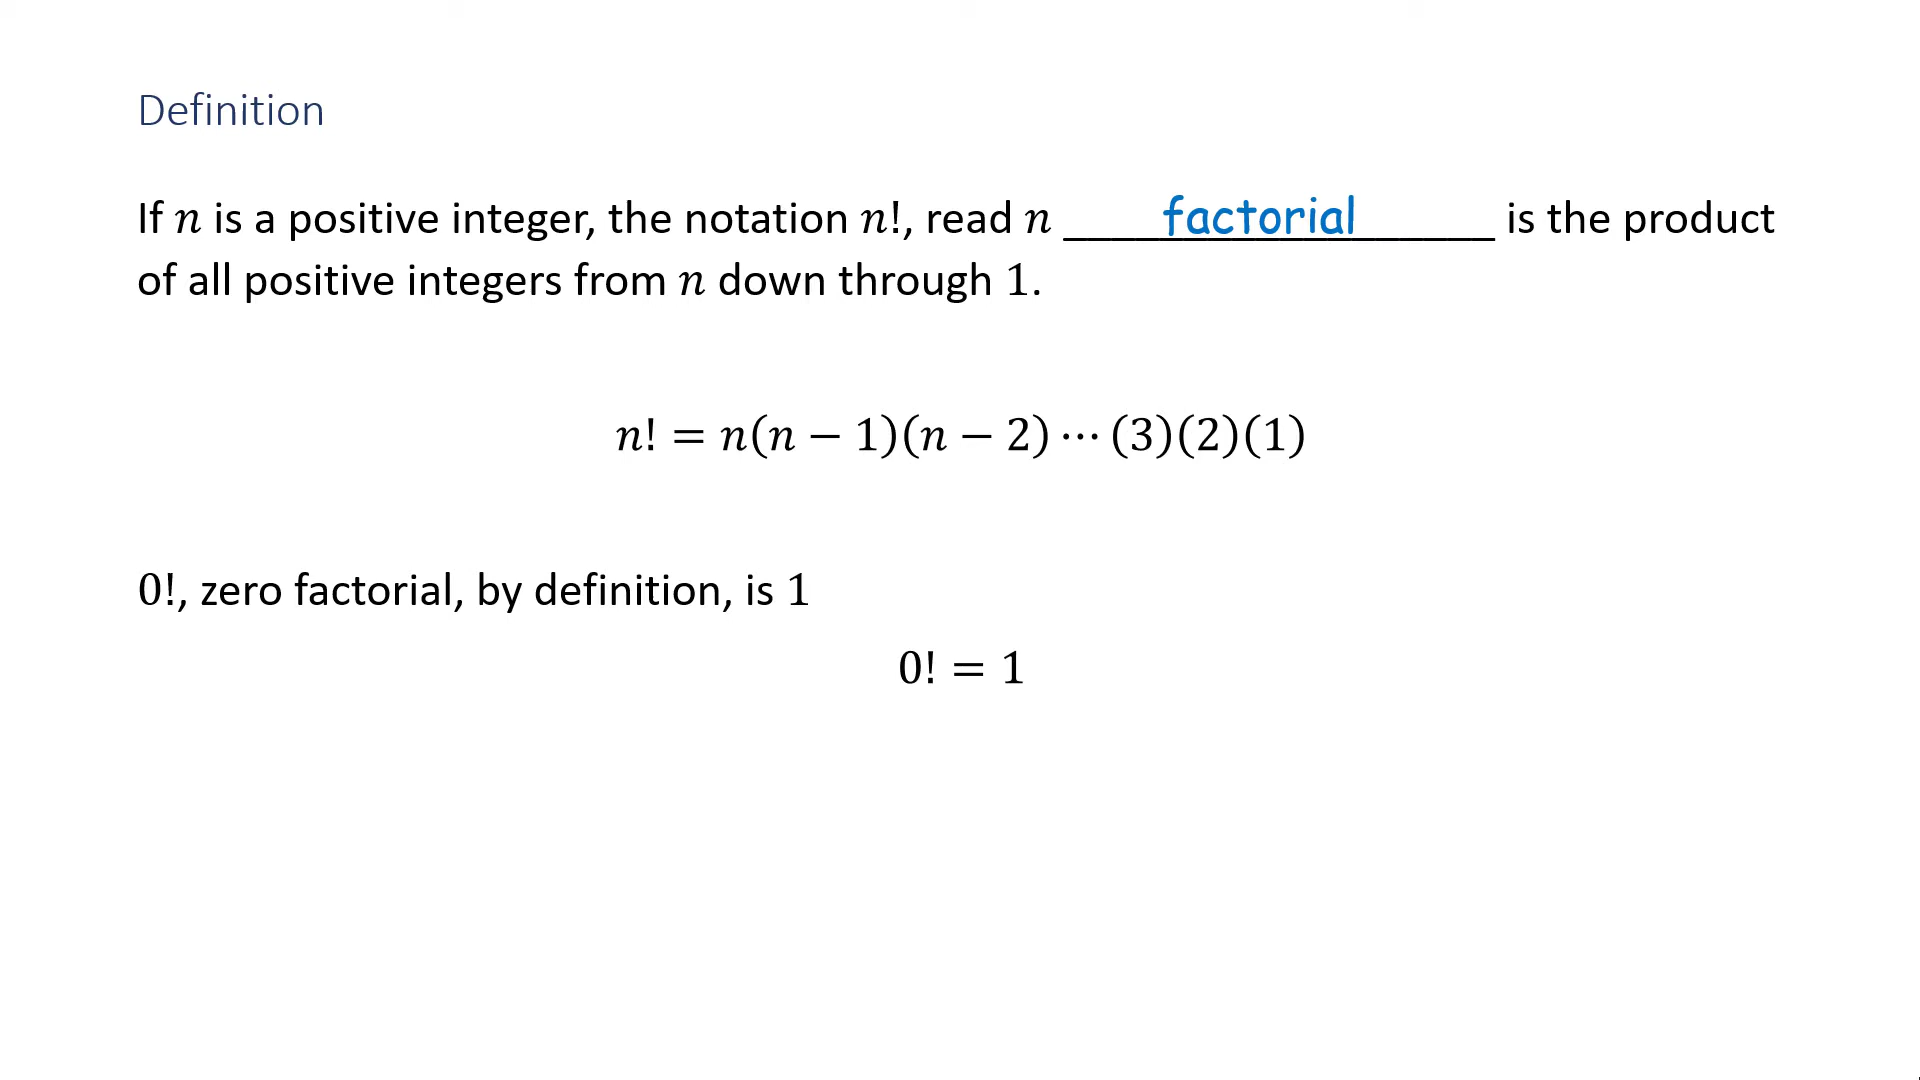 Definition
If n is a positive integer, the notation n!, read n factorial is the product
of all positive integers from n down through 1.
n! = n(n − 1)(n − 2) ⋯ (3)(2)(1)
0!, zero factorial, by definition, is 1
0! = 1